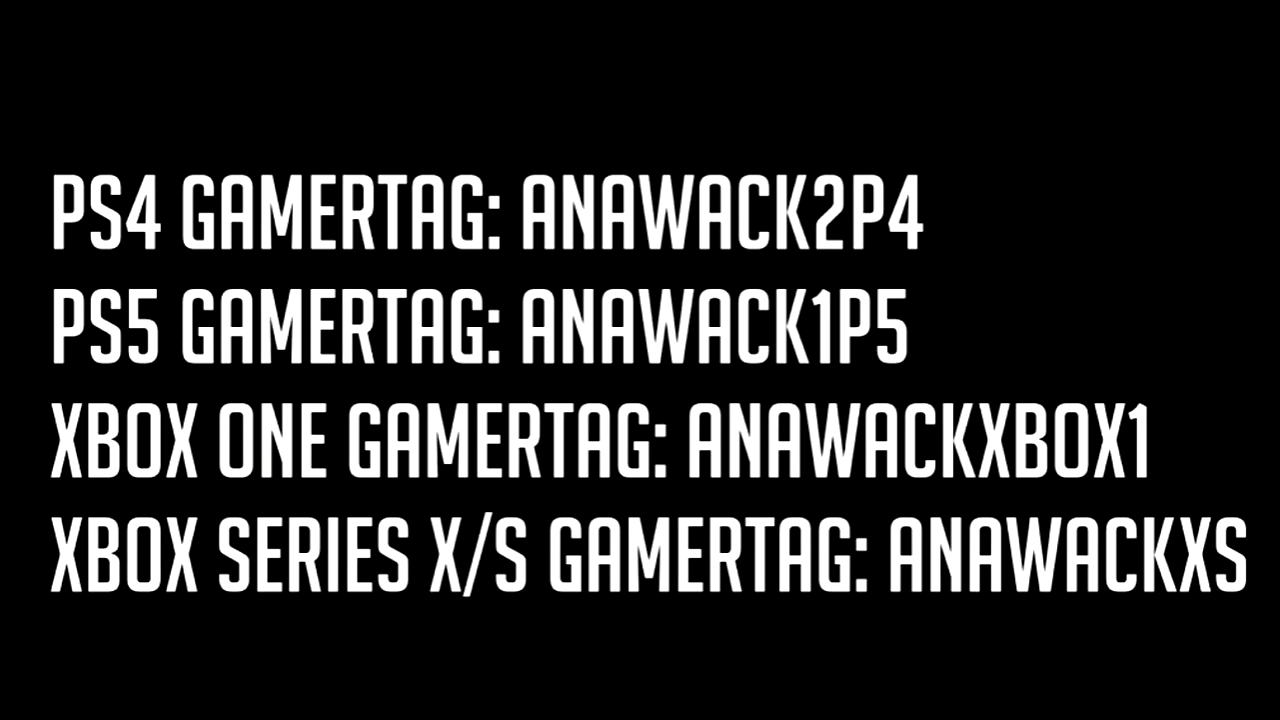 PS4 GAMERTAG: ANAWACK2P4
PS5 GAMERTAG: ANAWACK1P5
XBOX ONE GAMERTAG: ANAWACKXBOX1
XBOX SERIES X/S GAMERTAG: ANAWACKXS